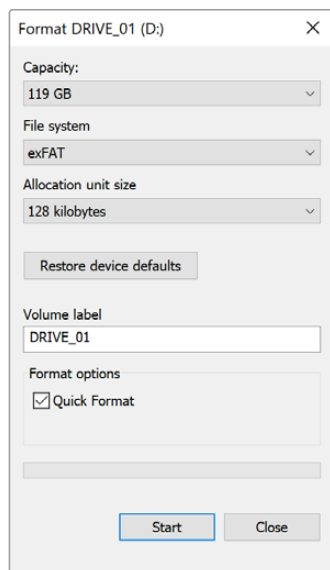 Format DRIVE_01 (D:)
Capacity:
119 GB
File system
exFAT
Allocation unit size
128 kilobytes
Restore device defaults
Volume label
DRIVE_01
Format options
Quick Format
Start Close